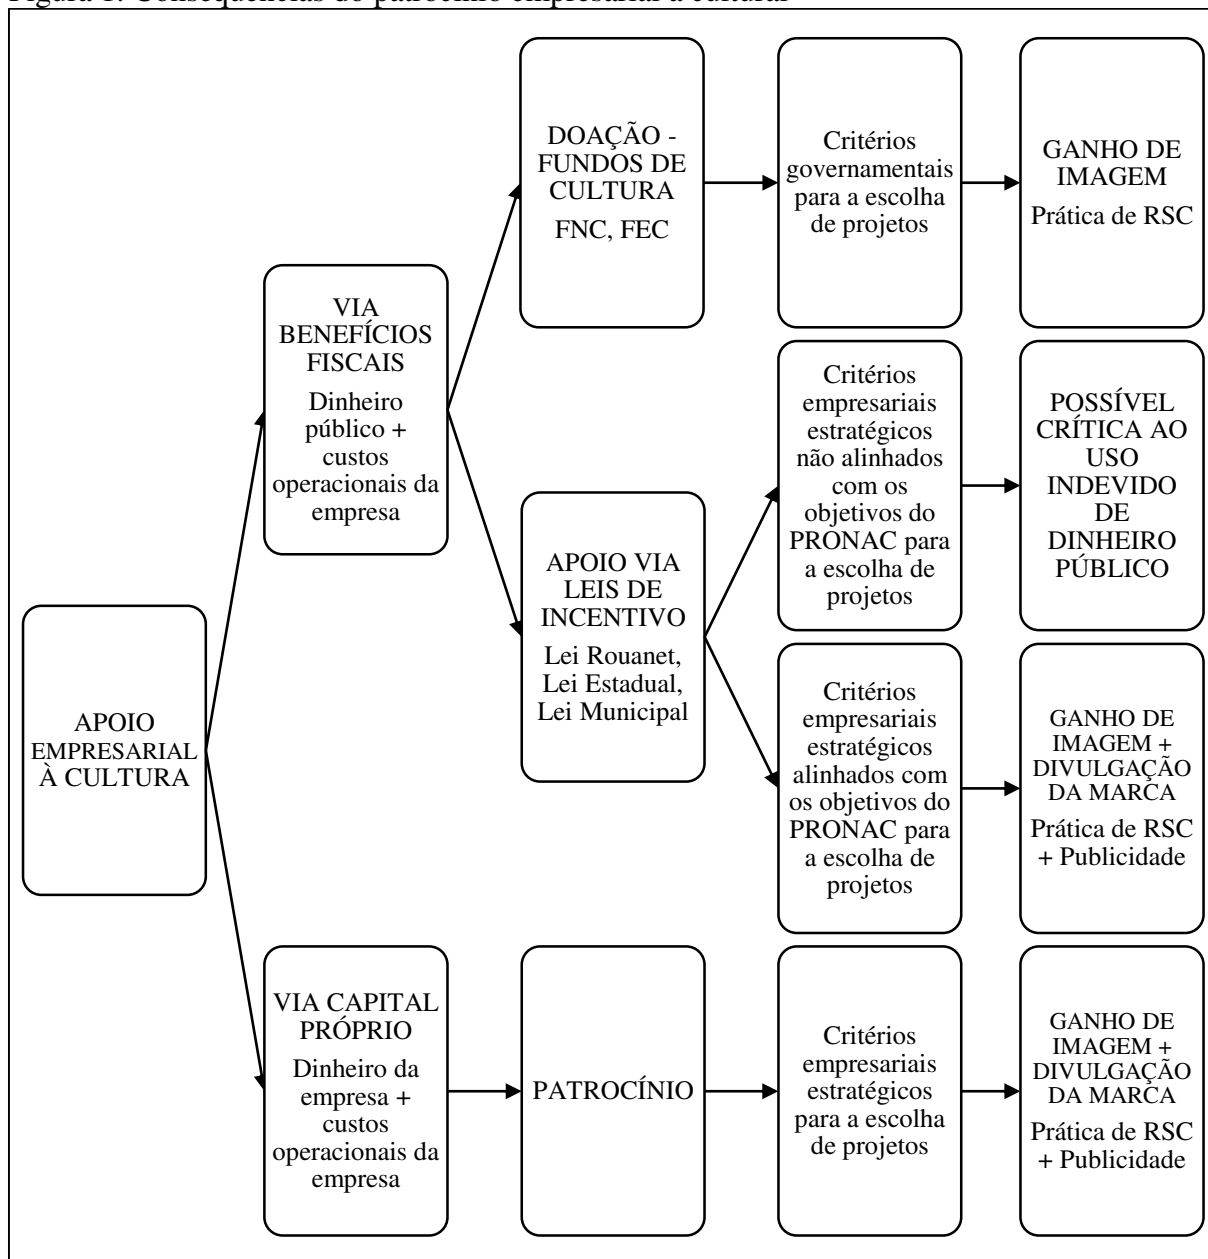 Figura 1: Consequências do patrocínio empresarial à cultural
DOAÇÃO -
FUNDOS DE
CULTURA
FNC, FEC
Critérios
governamentais
para a escolha
de projetos
GANHO DE
IMAGEM
Prática de RSC
VIA
BENEFÍCIOS
FISCAIS
Dinheiro
público +
custos
operacionais da
empresa
Critérios
empresariais
estratégicos
não alinhados
com os
objetivos do
PRONAC para
a escolha de
projetos
POSSÍVEL
CRÍTICA AO
USO
INDEVIDO
DE
DINHEIRO
PÚBLICO
APOIO VIA
LEIS DE
INCENTIVO
Lei Rouanet,
Lei Estadual,
Lei Municipal
APOIO
EMPRESARIAL
À CULTURA
Critérios
empresariais
estratégicos
alinhados com
os objetivos do
PRONAC para
a escolha de
projetos
GANHO DE
IMAGEM +
DIVULGAÇÃO
DA MARCA
Prática de RSC
+ Publicidade
VIA CAPITAL
PRÓPRIO
Dinheiro da
empresa +
custos
operacionais da
empresa
PATROCÍNIO
Critérios
empresariais
estratégicos
para a escolha
de projetos
GANHO DE
IMAGEM +
DIVULGAÇÃO
DA MARCA
Prática de RSC
+ Publicidade